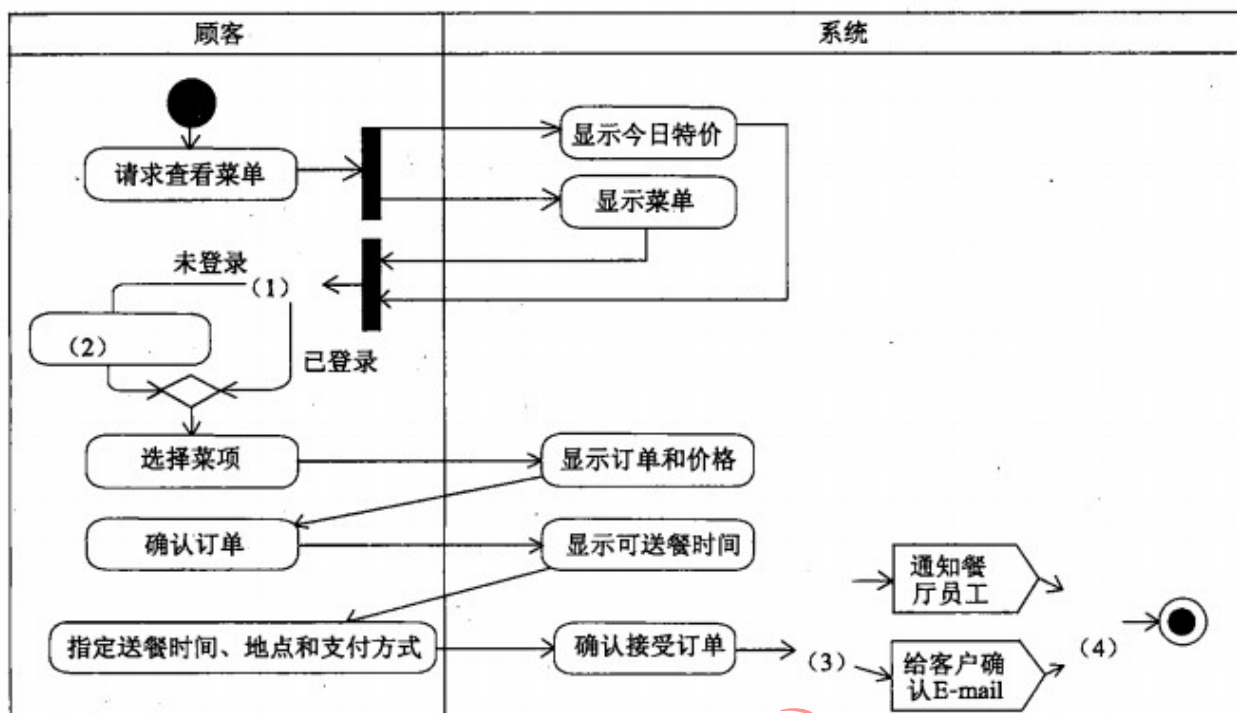 顾客
系统
显示今日特价
请求查看菜单
显示菜单
未登录
（1）
（2）
已登录
选择菜项
显示订单和价格
确认订单
显示可送餐时间
通知餐
厅员工
指定送餐时间、地点和支付方式
确认接受订单
（3）
给客户确
认E-mail
（4）